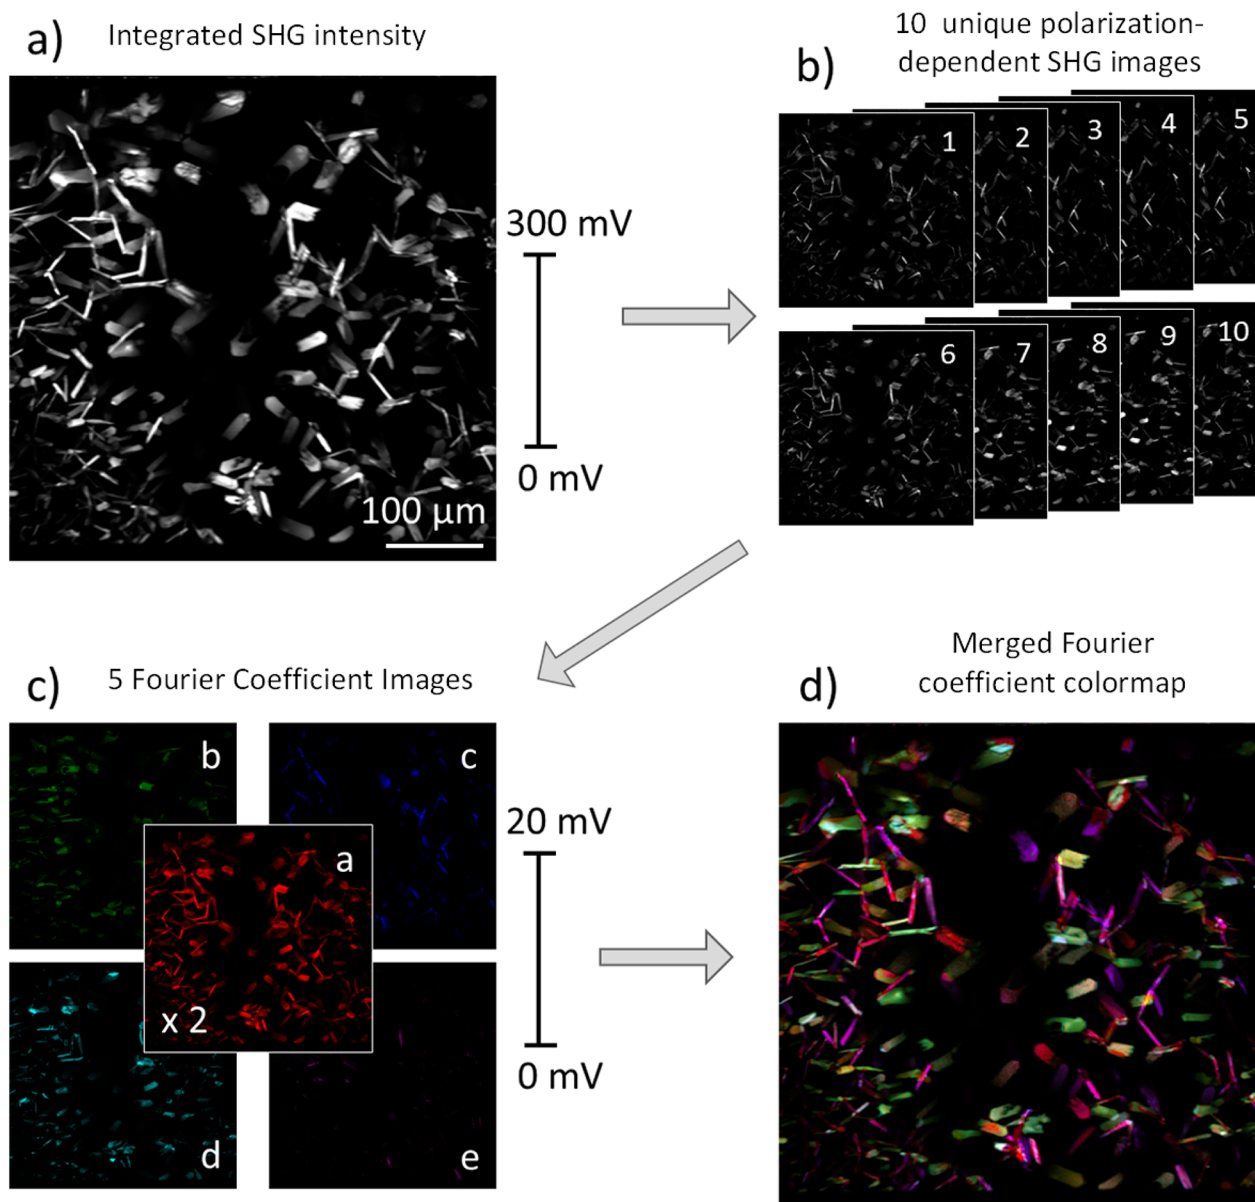 a) Integrated SHG intensity
300 mV
0 mV
100 µm
b) 10 unique polarization-
dependent SHG images
1 2 3 4 5
6 7 8 9 10
c) 5 Fourier Coefficient Images
b c
a
x 2
d e
20 mV
0 mV
d) Merged Fourier
coefficient colormap